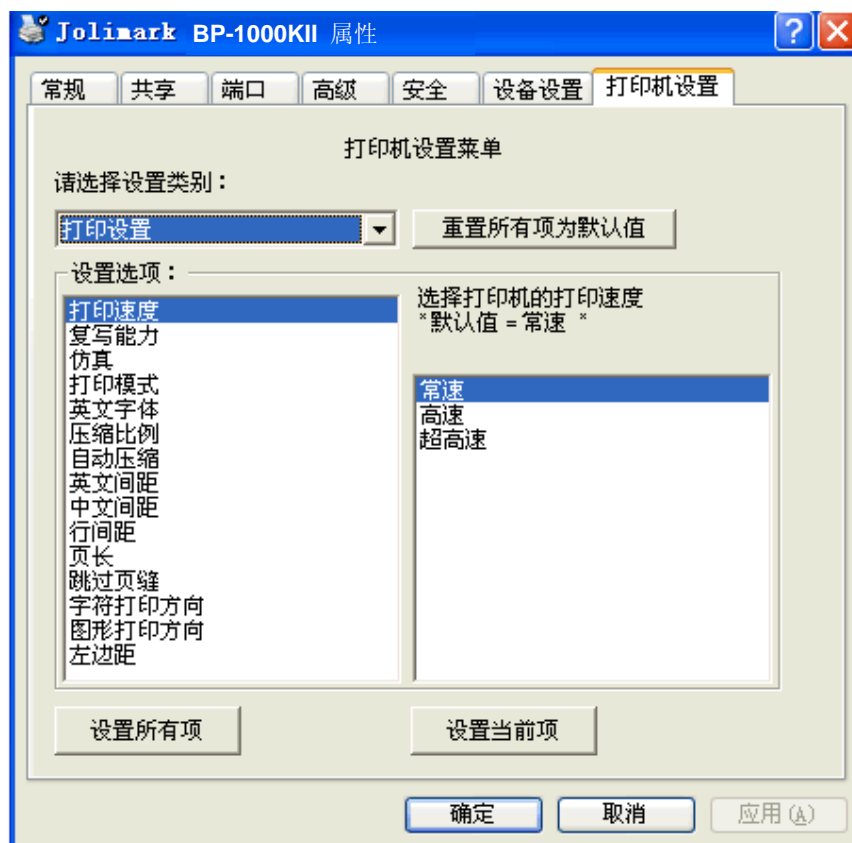 Jolimark BP-1000KII 属性
常规 共享 端口 高级 安全 设备设置 打印机设置
打印机设置菜单
请选择设置类别：
打印设置
重置所有项为默认值
设置选项：
打印速度
复写能力
仿真
打印模式
英文字体
压缩比例
自动压缩
英文间距
中文间距
行间距
页长
跳过页缝
字符打印方向
图形打印方向
左边距
选择打印机的打印速度
*默认值 = 常速 *
常速
高速
超高速
设置所有项
设置当前项
确定 取消 应用(A)